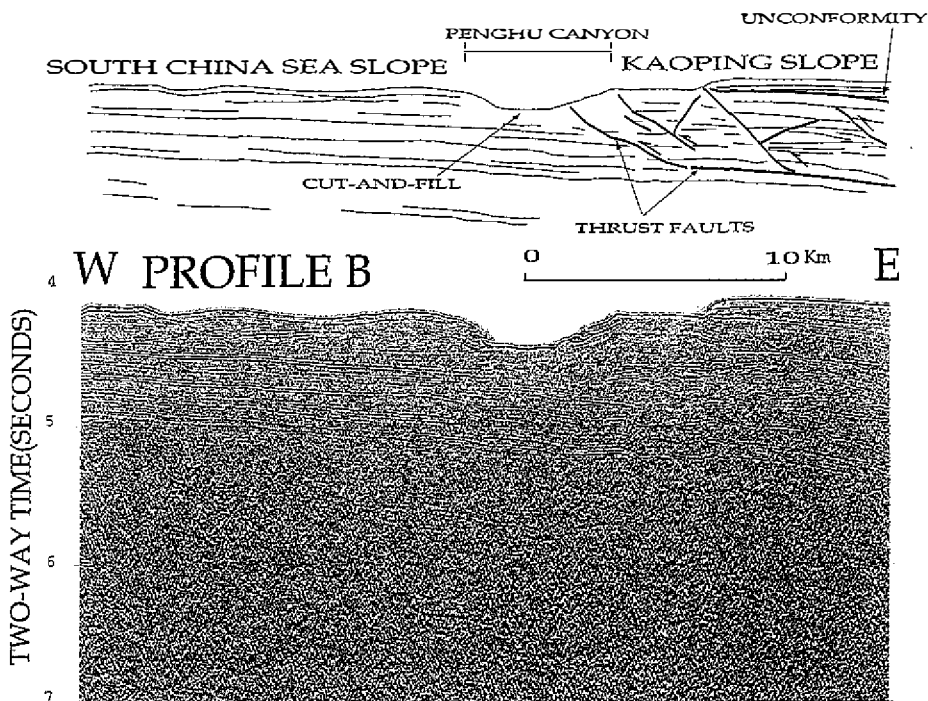 UNCONFORMITY
PENGHU CANYON
SOUTH CHINA SEA SLOPE
KAOPING SLOPE
CUT-AND-FILL
THRUST FAULTS
W PROFILE B
0 10 Km
E
TWO-WAY TIME(SECONDS)
4
5
6
7